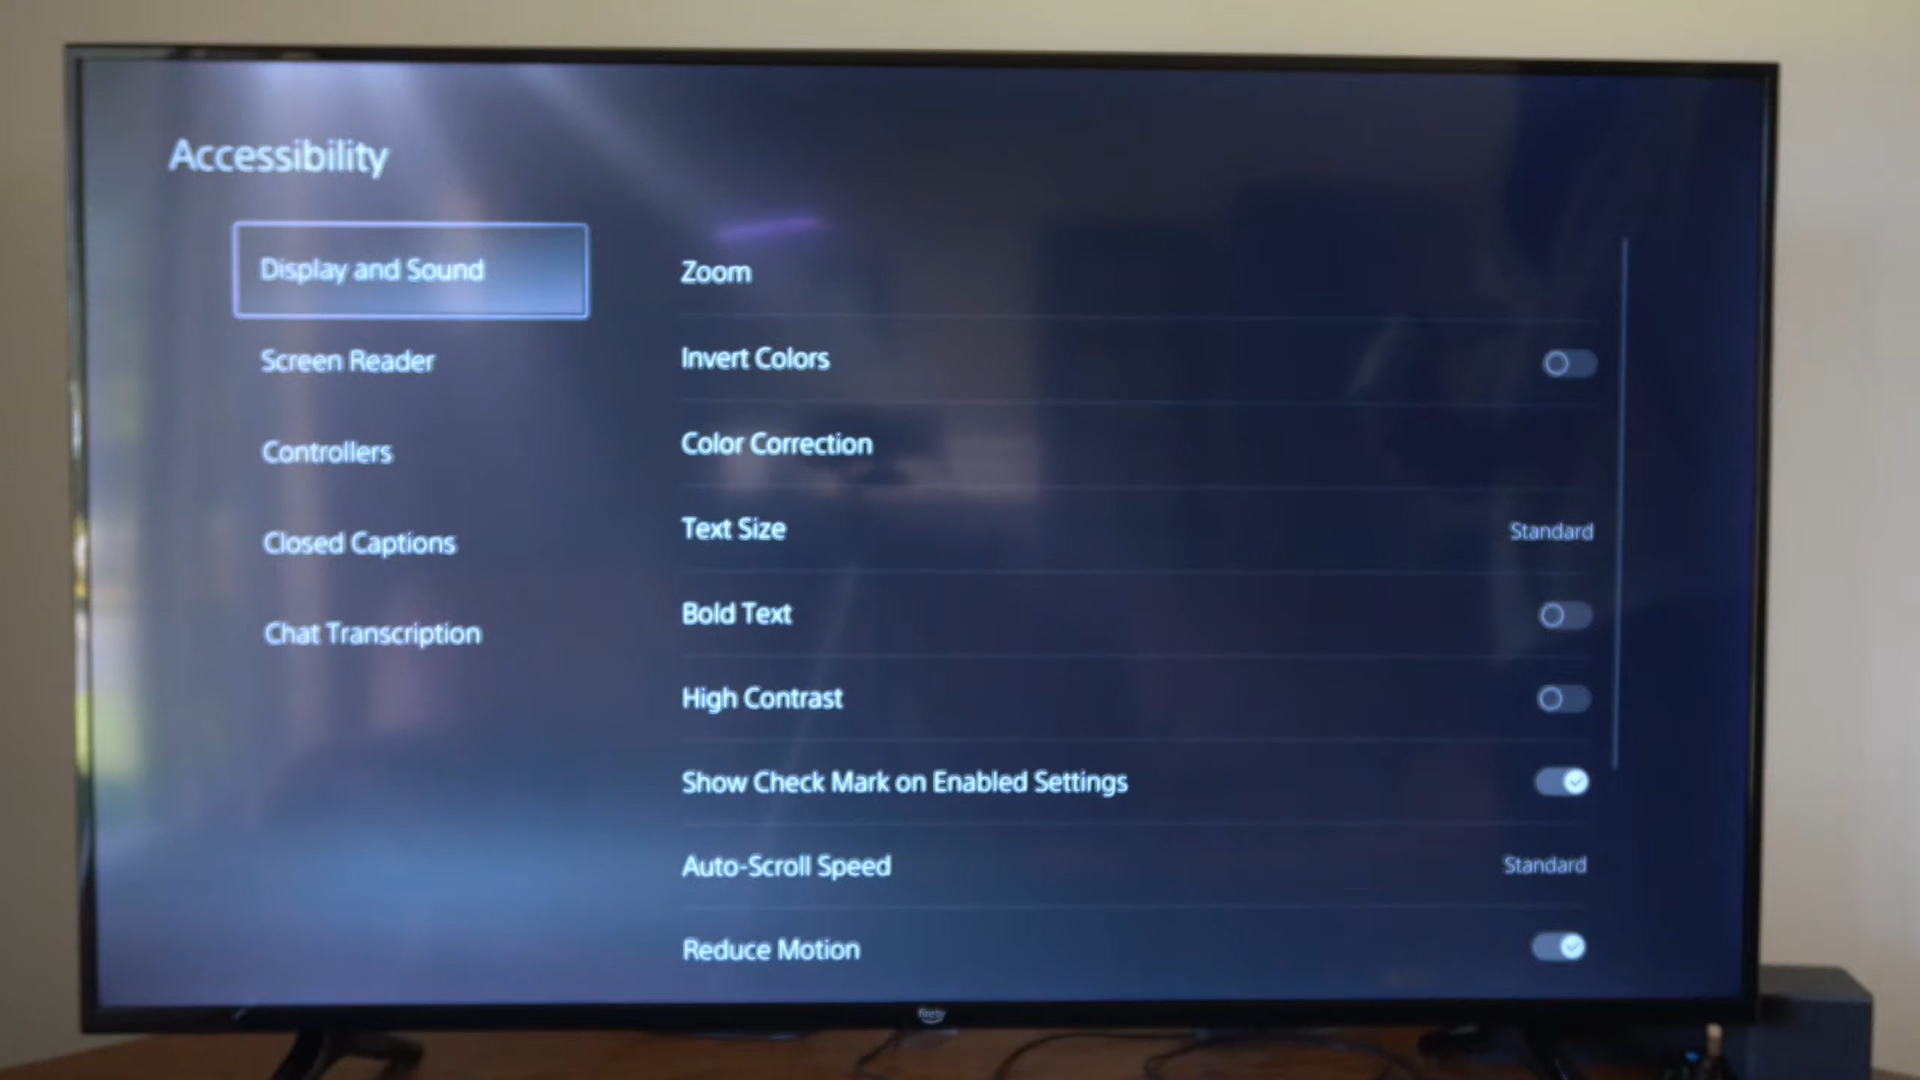 Accessibility
Display and Sound
Screen Reader
Controllers
Closed Captions
Chat Transcription
Zoom
Invert Colors
Color Correction
Text Size Standard
Bold Text
High Contrast
Show Check Mark on Enabled Settings
Auto-Scroll Speed Standard
Reduce Motion
firetv